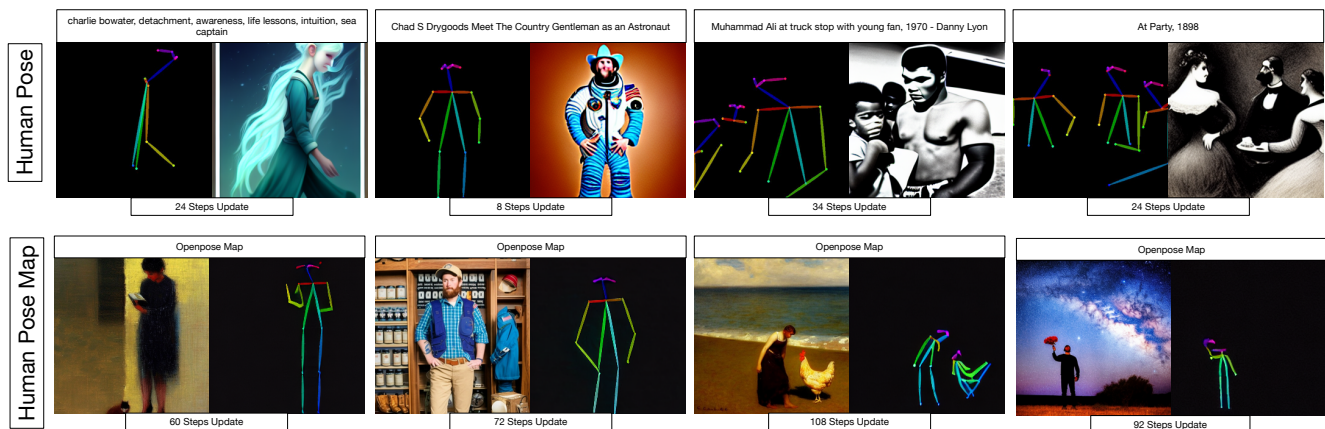 Human Pose
charlie bowater, detachment, awareness, life lessons, intuition, sea
captain
24 Steps Update
Chad S Drygoods Meet The Country Gentleman as an Astronaut
8 Steps Update
Muhammad Ali at truck stop with young fan, 1970 - Danny Lyon
34 Steps Update
At Party, 1898
24 Steps Update
Human Pose Map
Openpose Map
60 Steps Update
Openpose Map
72 Steps Update
Openpose Map
108 Steps Update
Openpose Map
92 Steps Update